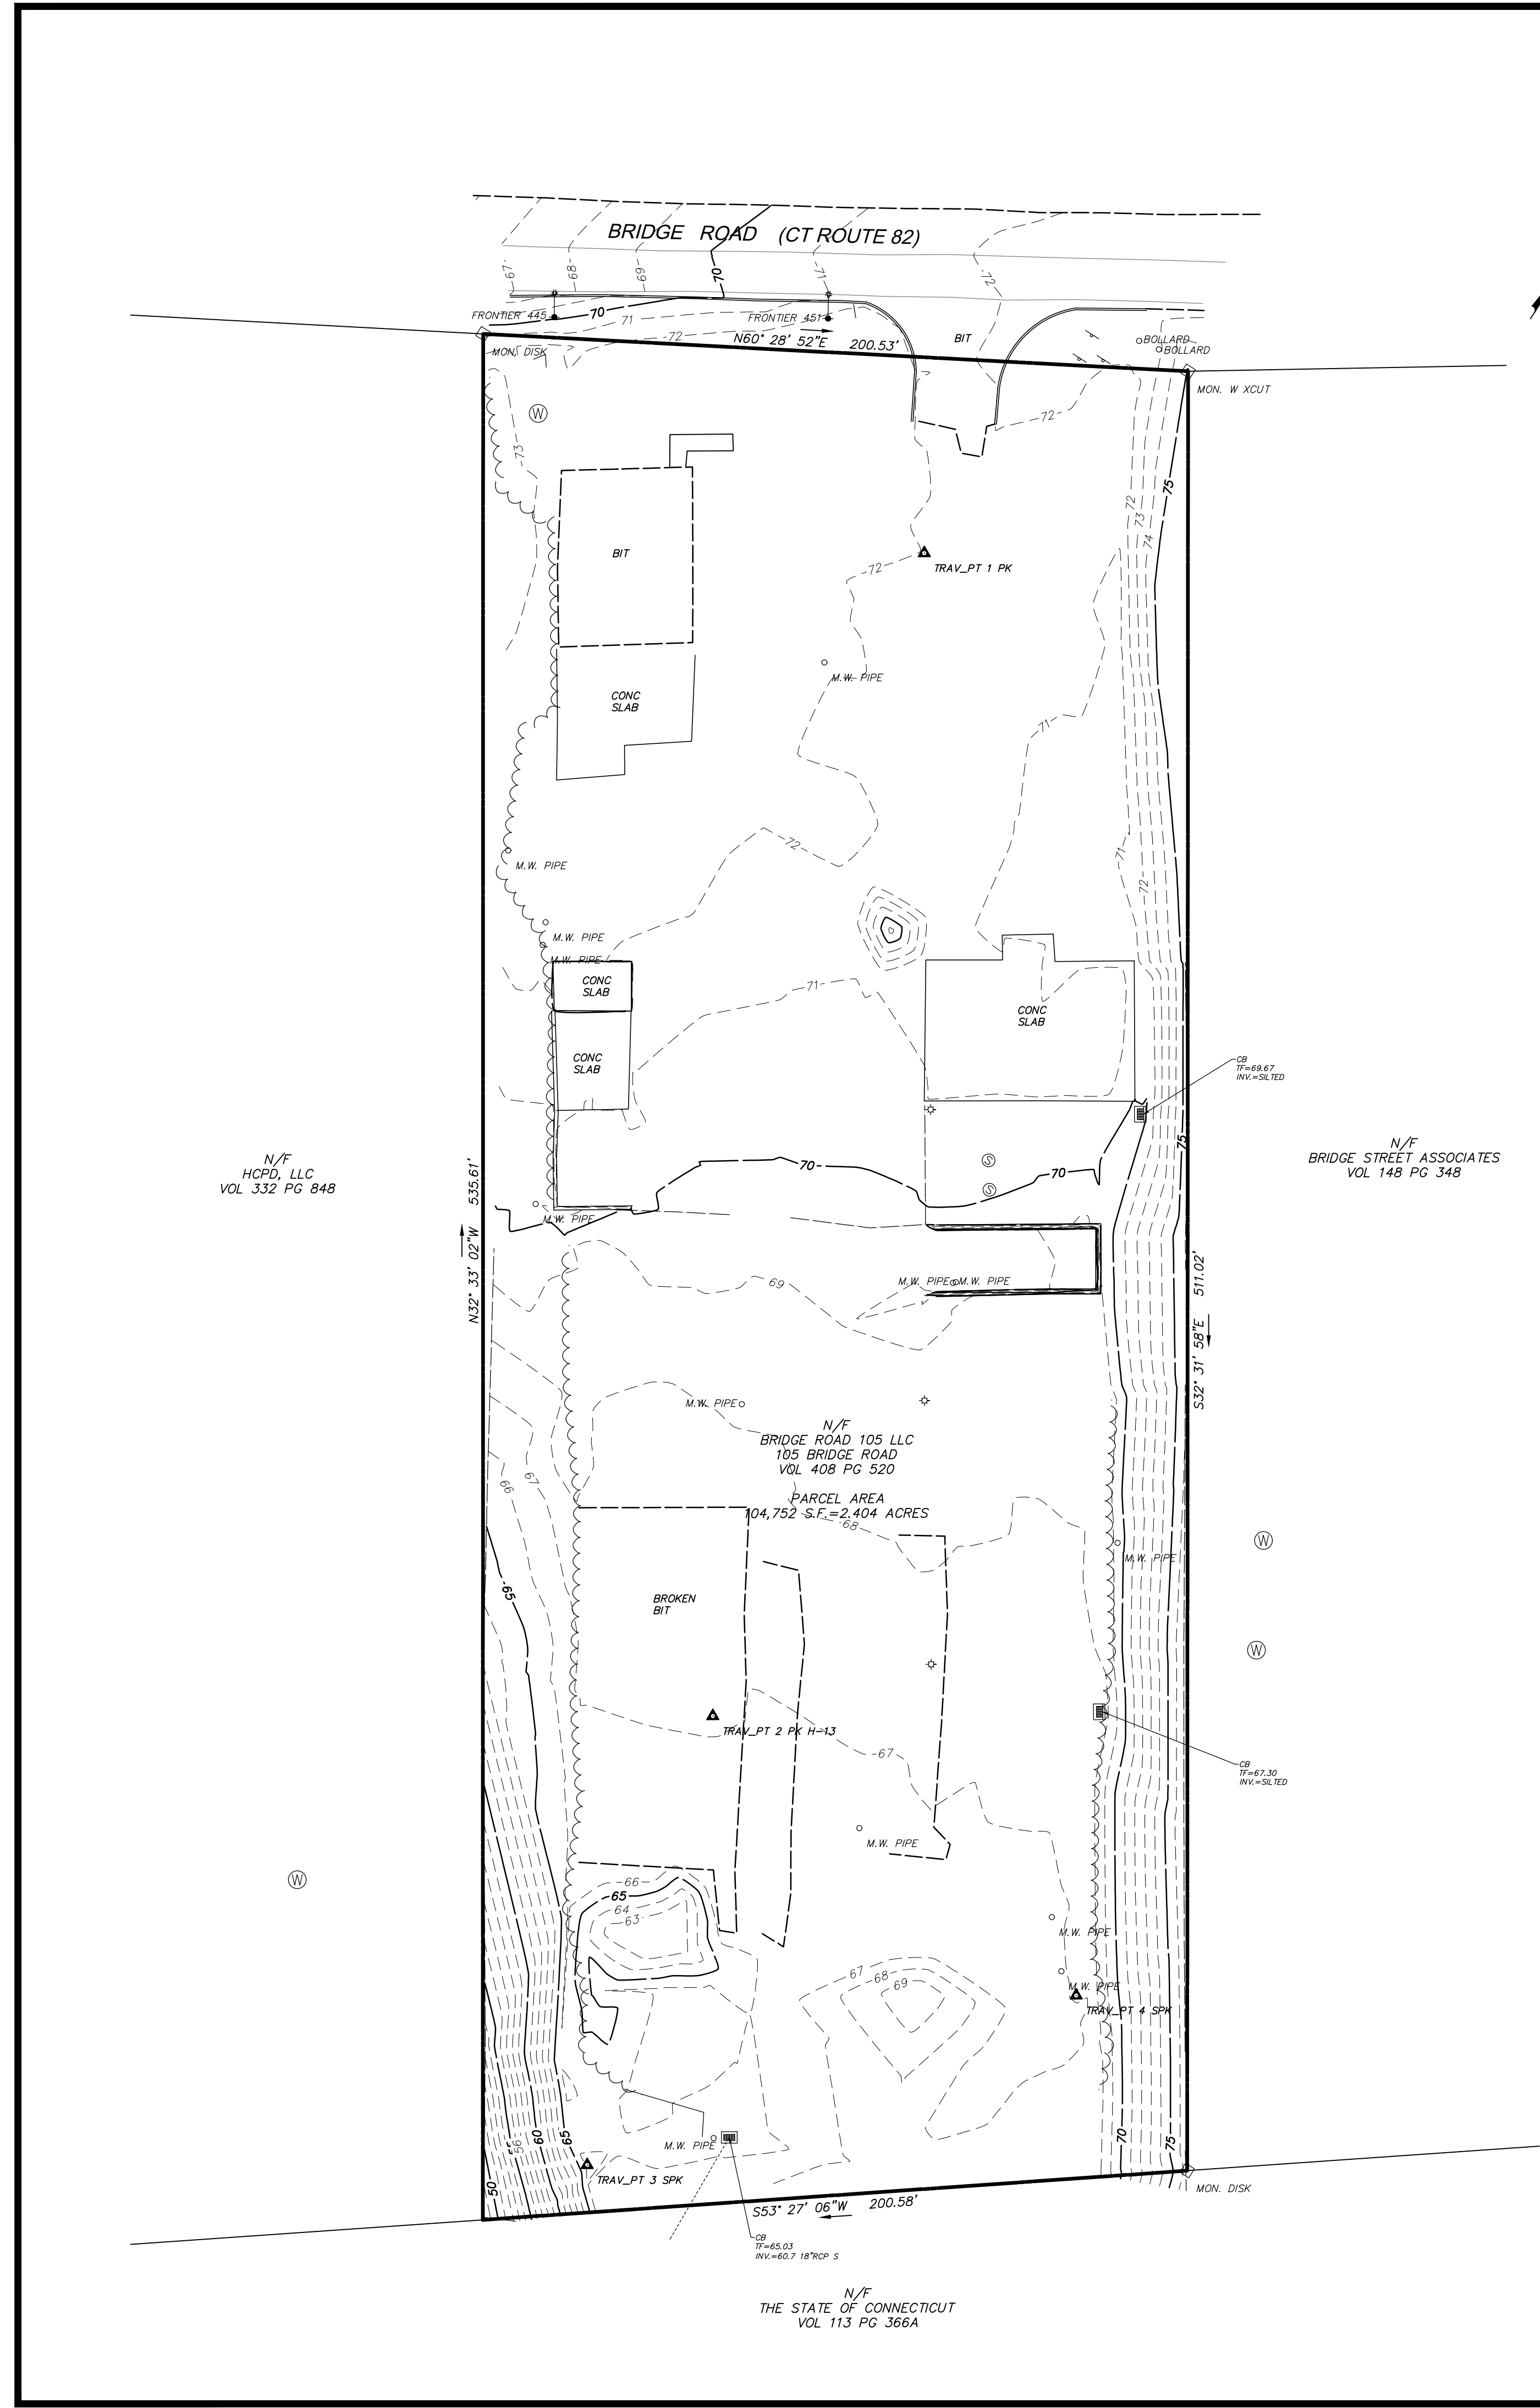 BRIDGE ROAD (CT ROUTE 82)
-67-
-68-
-69-
70
-71-
-72-
FRONTIER 445
70
71
-72-
FRONTIER 451
N60° 28' 52"E 200.53'
BIT
BOLLARD
BOLLARD
MON. DISK
MON. W XCUT
W
-73-
-72-
75
72
73
74
BIT
-72-
TRAV_PT 1 PK
CONC
SLAB
M.W. PIPE
71
-72-
71
72
M.W. PIPE
M.W. PIPE
M.W. PIPE
CONC
SLAB
-71-
CONC
SLAB
CONC
SLAB
CB
TF=69.67
INV.=SILTED
75
N/F
HCPD, LLC
VOL 332 PG 848
N/F
BRIDGE STREET ASSOCIATES
VOL 148 PG 348
N32° 33' 02"W 535.61'
70
S
70
S
M.W. PIPE
S32° 31' 58"E 511.02'
69
M.W. PIPE
M.W. PIPE
M.W. PIPE
N/F
BRIDGE ROAD 105 LLC
105 BRIDGE ROAD
VOL 408 PG 520
PARCEL AREA
104,752 S.F.=2.404 ACRES
66
67
-68-
W
M.W. PIPE
65
BROKEN
BIT
W
TRAV_PT 2 PK H-13
-67-
CB
TF=67.30
INV.=SILTED
M.W. PIPE
W
-66-
65
64
-63-
M.W. PIPE
67
-68-
69
M.W. PIPE
TRAV_PT 4 SPK
50
56
60
65
M.W. PIPE
70
75
TRAV_PT 3 SPK
MON. DISK
S53° 27' 06"W 200.58'
CB
TF=65.03
INV.=60.7 18"RCP S
N/F
THE STATE OF CONNECTICUT
VOL 113 PG 366A